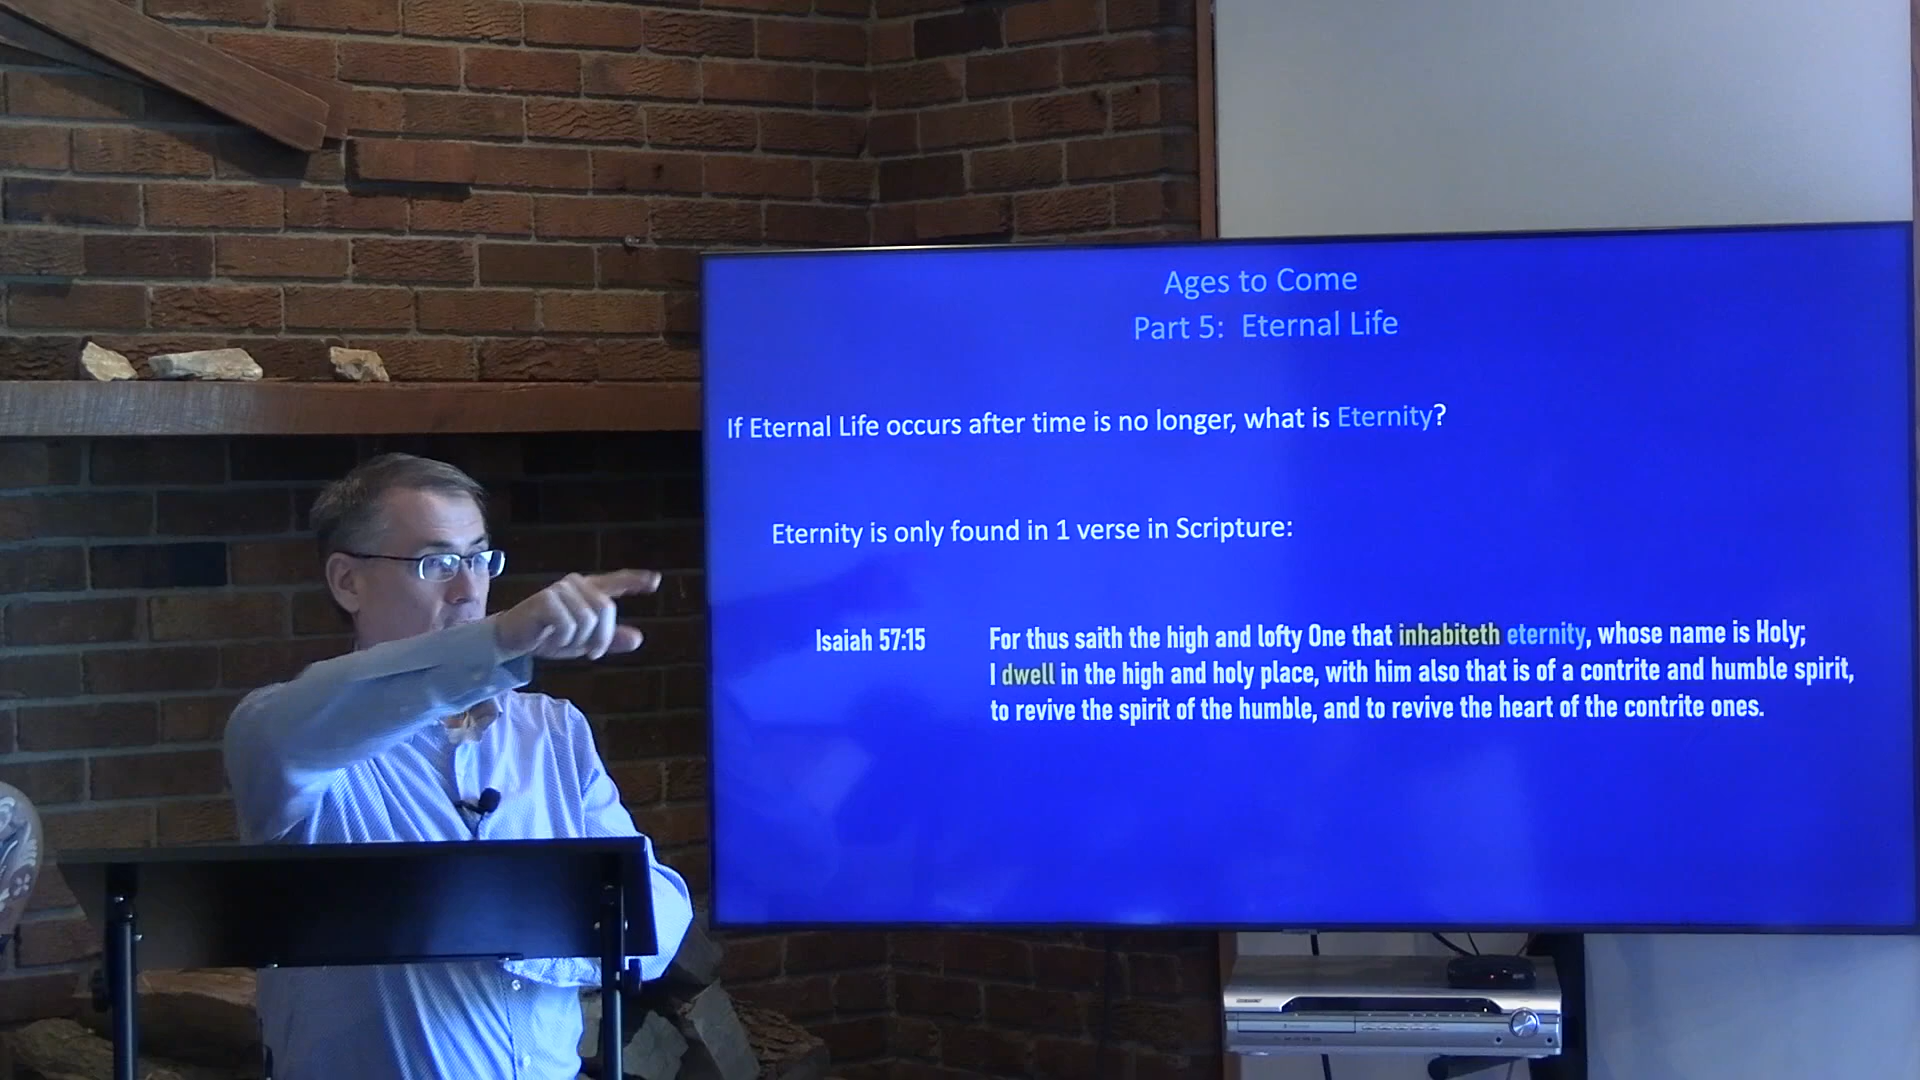 Ages to Come
Part 5: Eternal Life
If Eternal Life occurs after time is no longer, what is Eternity?
Eternity is only found in 1 verse in Scripture:
Isaiah 57:15 For thus saith the high and lofty One that inhabiteth eternity, whose name is Holy;
I dwell in the high and holy place, with him also that is of a contrite and humble spirit,
to revive the spirit of the humble, and to revive the heart of the contrite ones.